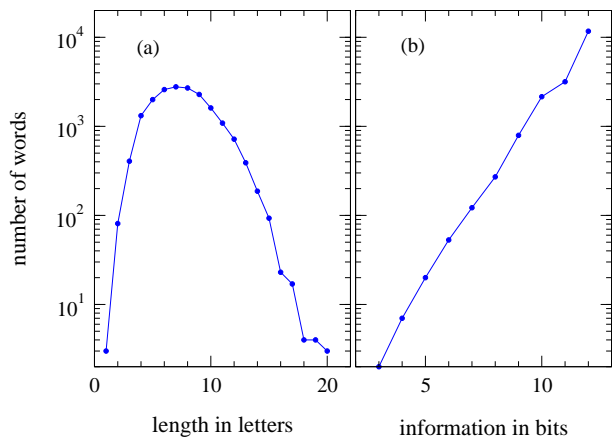 10^4
(a)
(b)
10^3
number of words
10^2
10^1
0
10
20
5
10
length in letters
information in bits